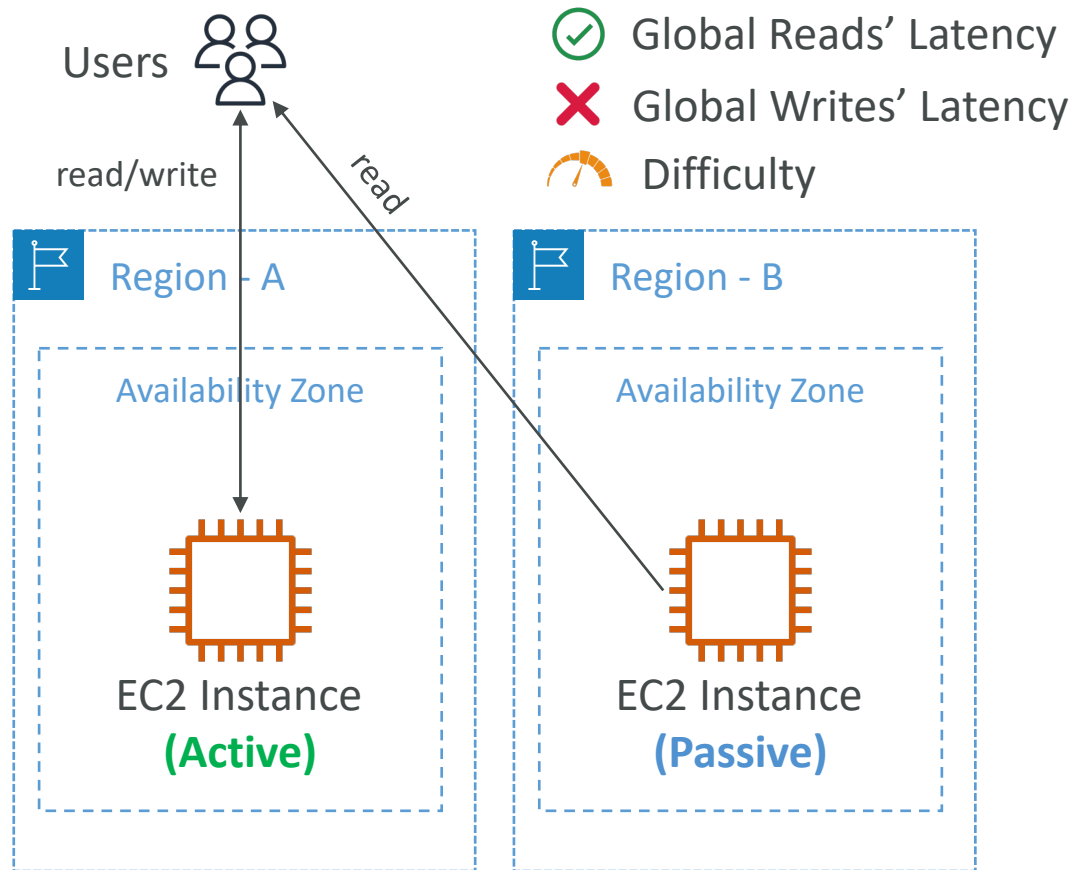 Users
Global Reads’ Latency
Global Writes’ Latency
Difficulty
read/write
read
Region - A
Region - B
Availability Zone
Availability Zone
EC2 Instance
(Active)
EC2 Instance
(Passive)